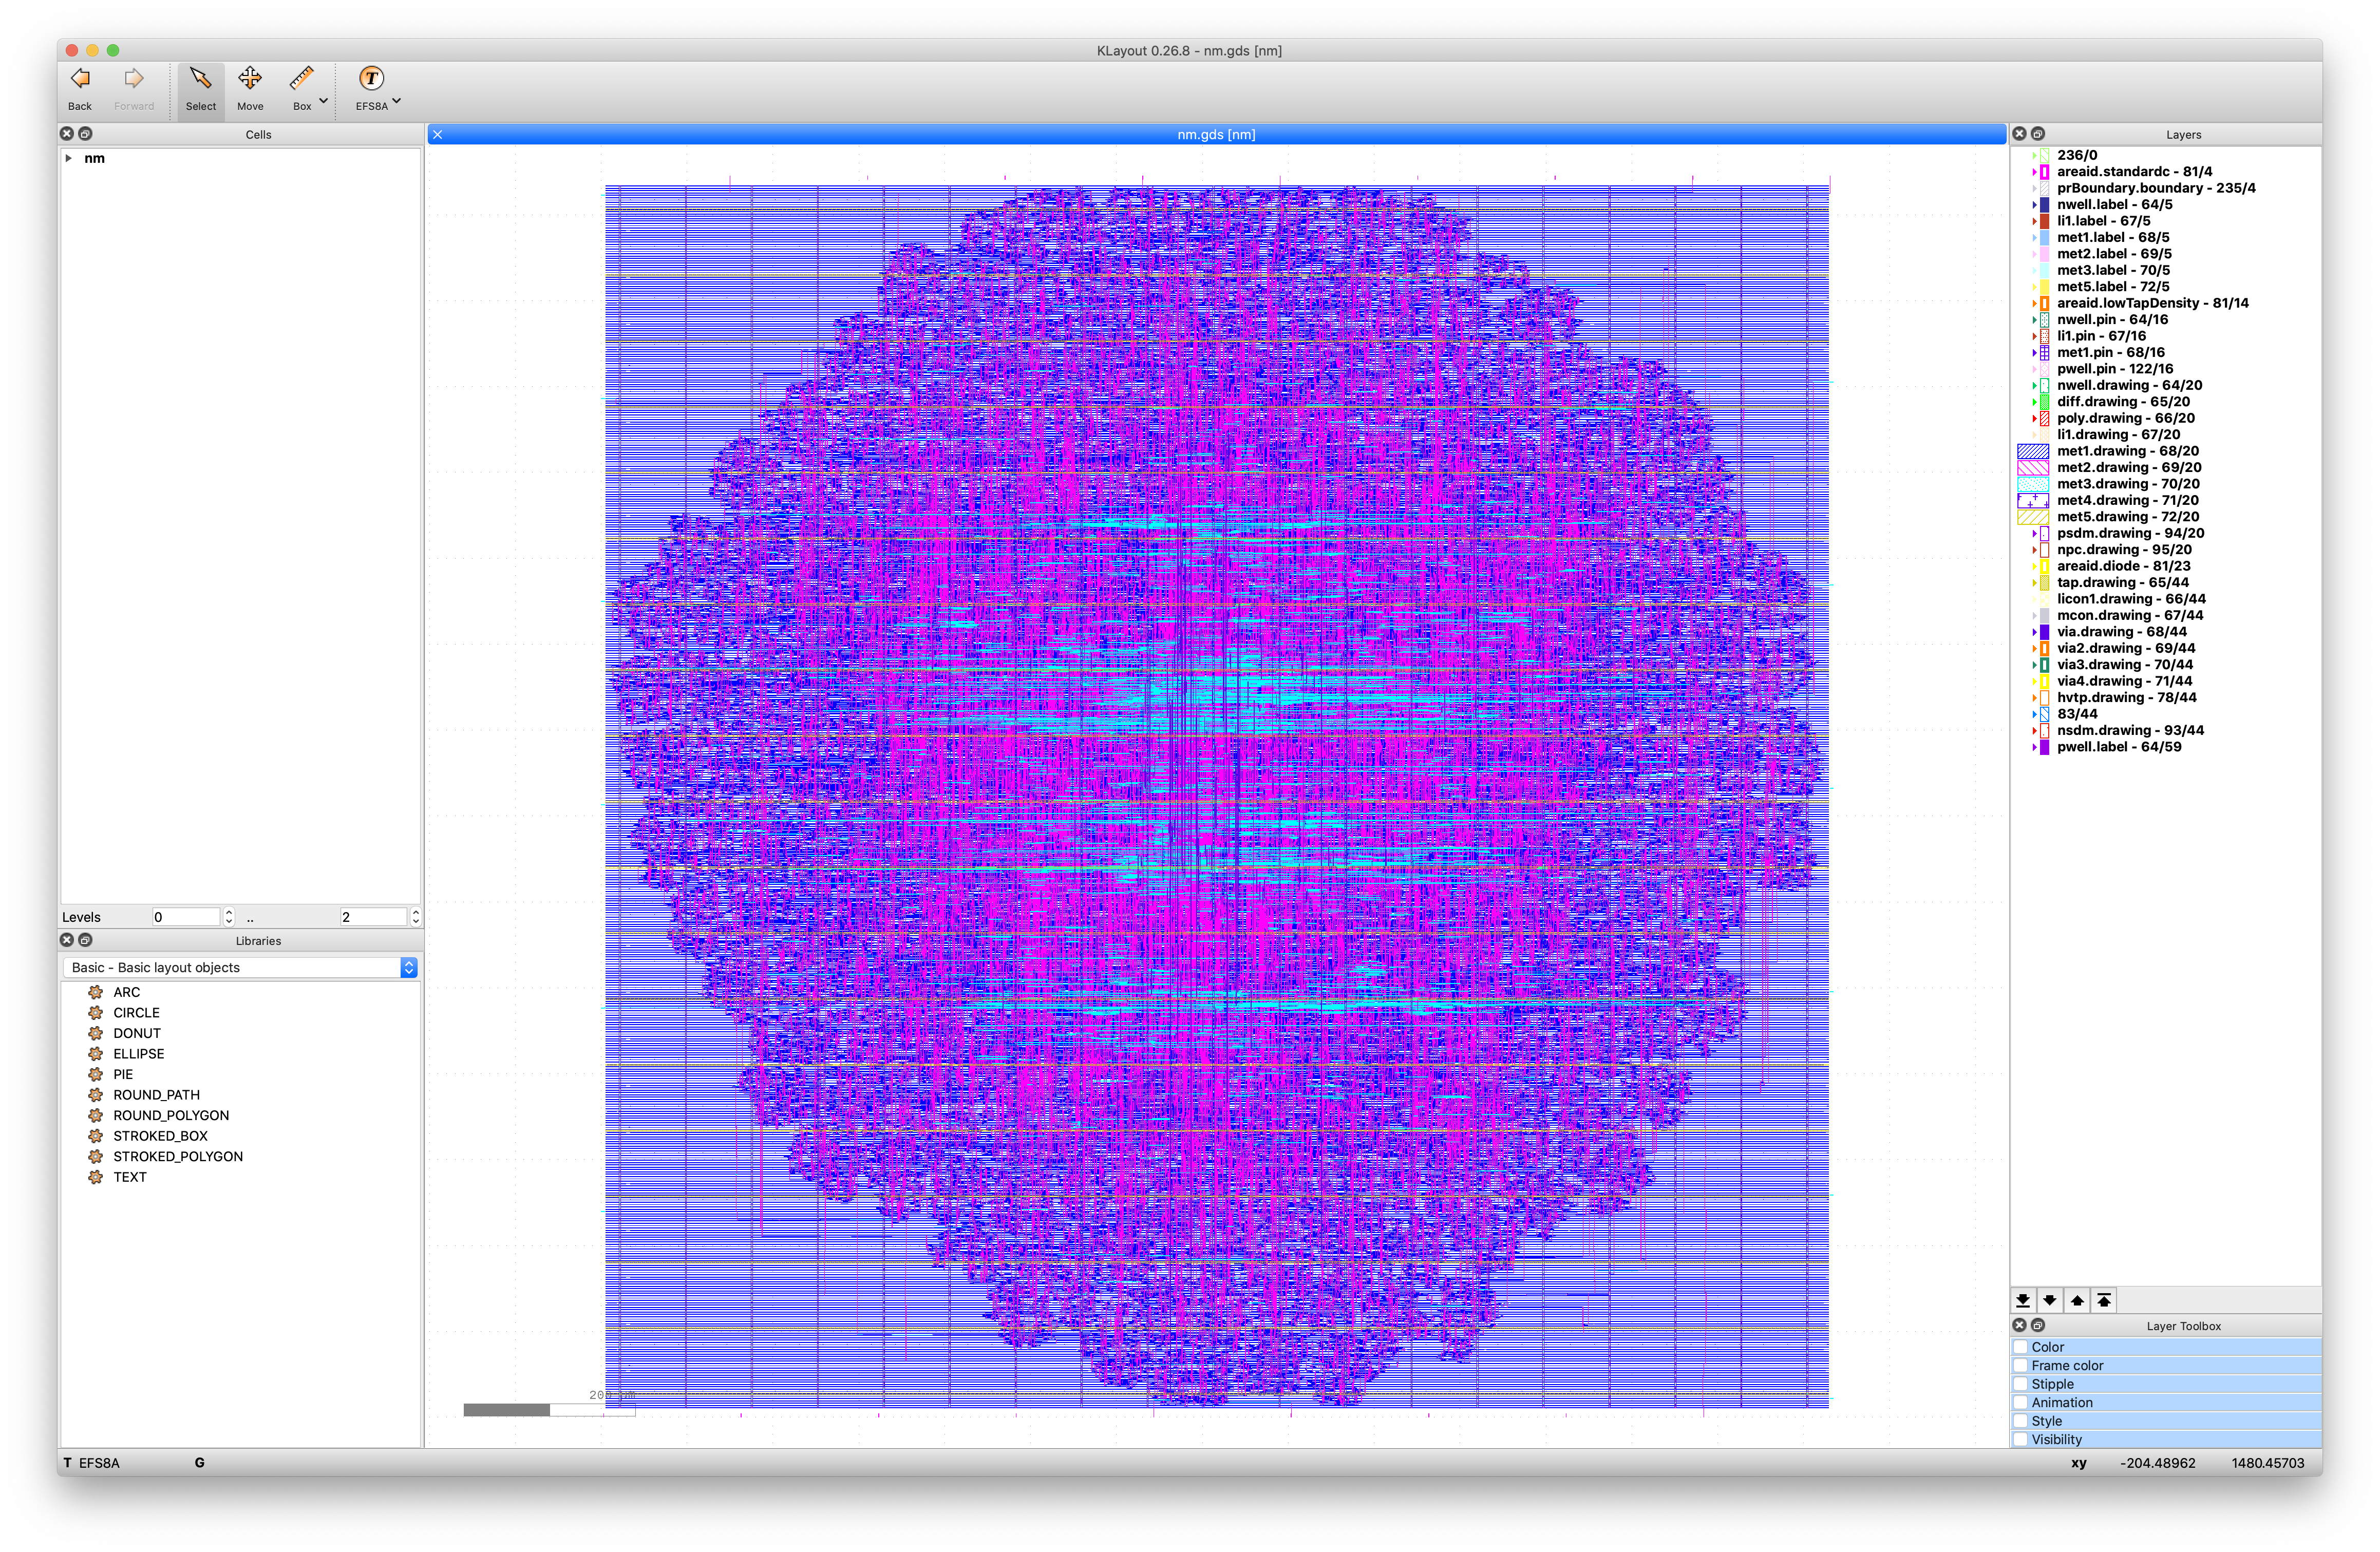 KLayout 0.26.8 - nm.gds [nm]
Back
Forward
Select
Move
Box
T
EFS8A
Cells
nm
Levels
0
..
2
Libraries
Basic - Basic layout objects
ARC
CIRCLE
DONUT
ELLIPSE
PIE
ROUND_PATH
ROUND_POLYGON
STROKED_BOX
STROKED_POLYGON
TEXT
nm.gds [nm]
Layers
236/0
areaid.standardc - 81/4
prBoundary.boundary - 235/4
nwell.label - 64/5
li1.label - 67/5
met1.label - 68/5
met2.label - 69/5
met3.label - 70/5
met5.label - 72/5
areaid.lowTapDensity - 81/14
nwell.pin - 64/16
li1.pin - 67/16
met1.pin - 68/16
pwell.pin - 122/16
nwell.drawing - 64/20
diff.drawing - 65/20
poly.drawing - 66/20
li1.drawing - 67/20
met1.drawing - 68/20
met2.drawing - 69/20
met3.drawing - 70/20
met4.drawing - 71/20
met5.drawing - 72/20
psdm.drawing - 94/20
npc.drawing - 95/20
areaid.diode - 81/23
tap.drawing - 65/44
licon1.drawing - 66/44
mcon.drawing - 67/44
via.drawing - 68/44
via2.drawing - 69/44
via3.drawing - 70/44
via4.drawing - 71/44
hvtp.drawing - 78/44
83/44
nsdm.drawing - 93/44
pwell.label - 64/59
Layer Toolbox
Color
Frame color
Stipple
Animation
Style
Visibility
T EFS8A G
xy -204.48962 1480.45703